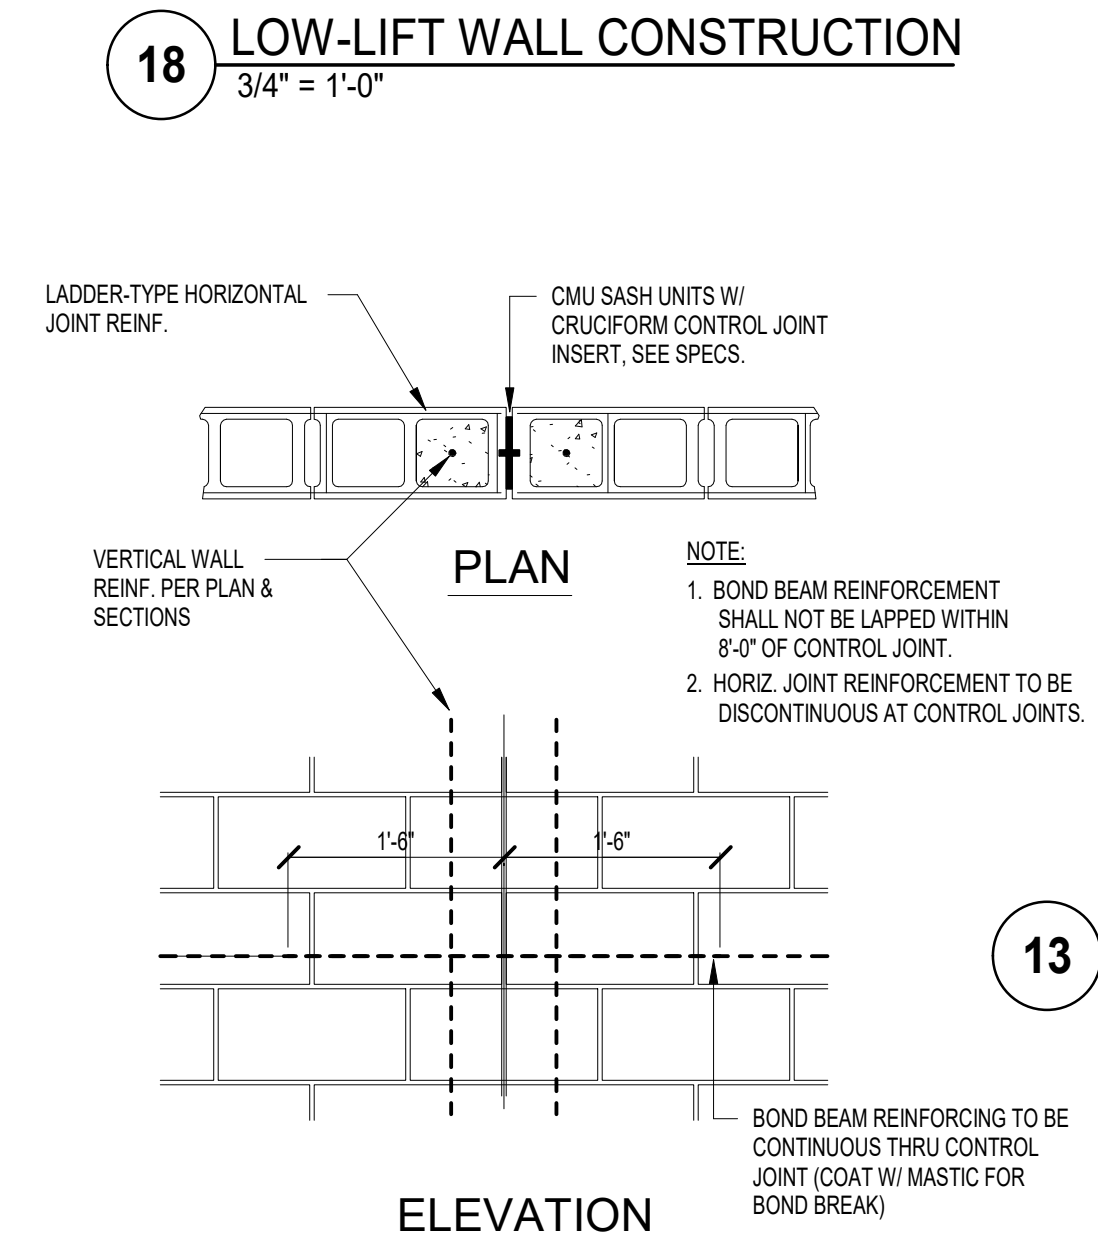 18
LOW-LIFT WALL CONSTRUCTION
3/4" = 1'-0"
LADDER-TYPE HORIZONTAL
JOINT REINF.
CMU SASH UNITS W/
CRUCIFORM CONTROL JOINT
INSERT, SEE SPECS.
VERTICAL WALL
REINF. PER PLAN &
SECTIONS
PLAN
NOTE:
1. BOND BEAM REINFORCEMENT
SHALL NOT BE LAPPED WITHIN
8'-0" OF CONTROL JOINT.
2. HORIZ. JOINT REINFORCEMENT TO BE
DISCONTINUOUS AT CONTROL JOINTS.
1'-6" 1'-6"
13
BOND BEAM REINFORCING TO BE
CONTINUOUS THRU CONTROL
JOINT (COAT W/ MASTIC FOR
BOND BREAK)
ELEVATION